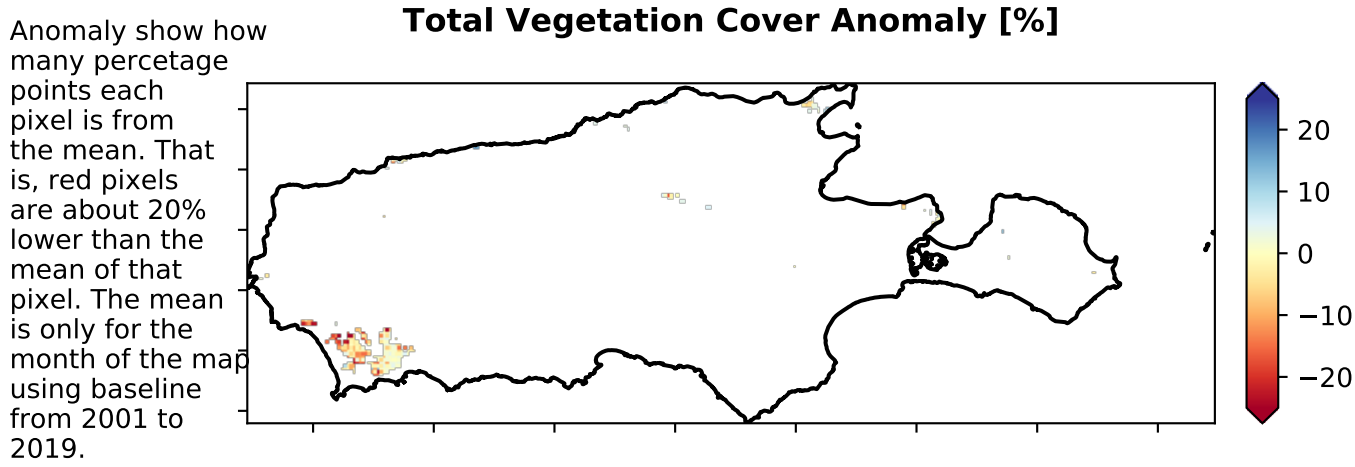 Total Vegetation Cover Anomaly [%]
Anomaly show how
many percetage
points each
pixel is from
the mean. That
is, red pixels
are about 20%
lower than the
mean of that
pixel. The mean
is only for the
month of the map
using baseline
from 2001 to
2019.
20
10
0
−10
−20